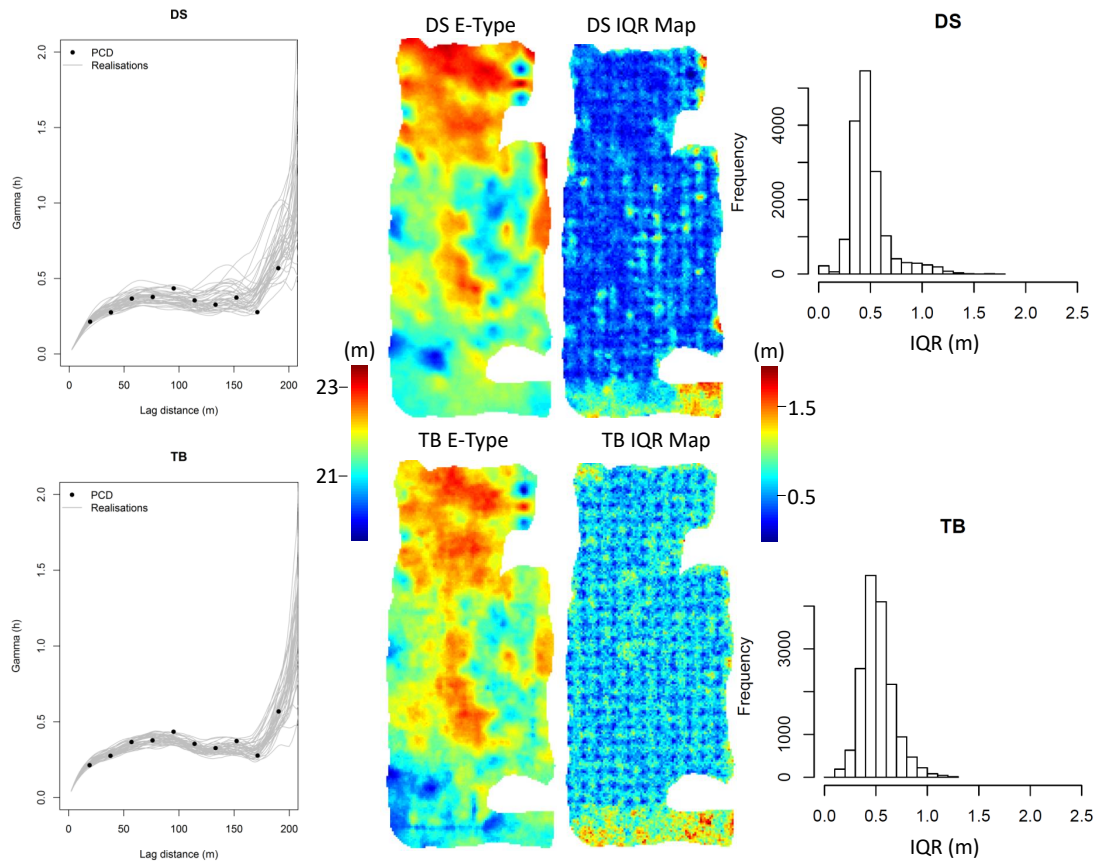 DS
PCD
Realisations
2.0
1.5
1.0
0.5
0.0
Gamma (h)
0 50 100 150 200
Lag distance (m)
DS E-Type
DS IQR Map
DS
Frequency
4000
2000
0
0.0 0.5 1.0 1.5 2.0 2.5
IQR (m)
(m)
23
21
(m)
1.5
0.5
TB
PCD
Realisations
2.0
1.5
1.0
0.5
0.0
Gamma (h)
0 50 100 150 200
Lag distance (m)
TB E-Type
TB IQR Map
TB
Frequency
3000
1000
0
0.0 0.5 1.0 1.5 2.0 2.5
IQR (m)